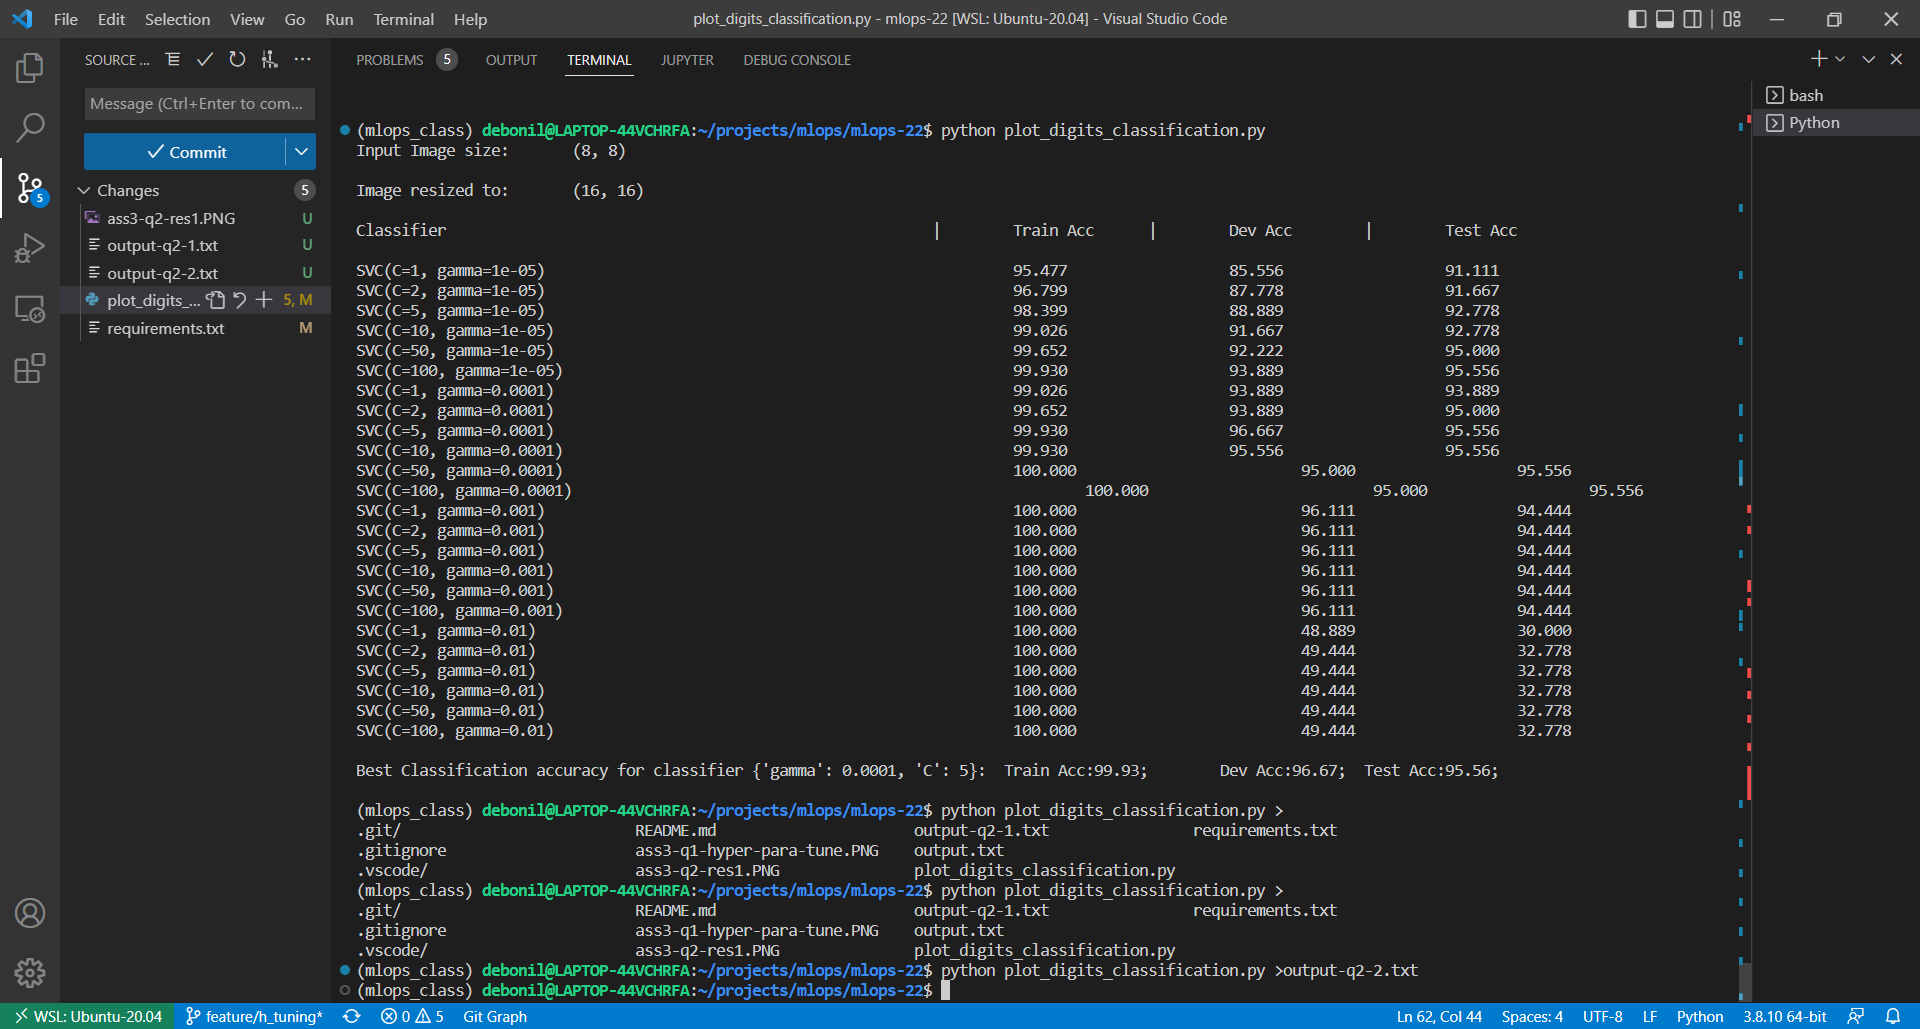 File Edit Selection View Go Run Terminal Help
plot_digits_classification.py - mlops-22 [WSL: Ubuntu-20.04] - Visual Studio Code
SOURCE ...
Message (Ctrl+Enter to com...
Commit
Changes 5
ass3-q2-res1.PNG U
output-q2-1.txt U
output-q2-2.txt U
plot_digits_... 5, M
requirements.txt M
5
PROBLEMS 5 OUTPUT TERMINAL JUPYTER DEBUG CONSOLE
bash
Python
(mlops_class) debonil@LAPTOP-44VCHRFA:~/projects/mlops/mlops-22$ python plot_digits_classification.py
Input Image size: (8, 8)
Image resized to: (16, 16)
Classifier | Train Acc | Dev Acc | Test Acc
SVC(C=1, gamma=1e-05) 95.477 85.556 91.111
SVC(C=2, gamma=1e-05) 96.799 87.778 91.667
SVC(C=5, gamma=1e-05) 98.399 88.889 92.778
SVC(C=10, gamma=1e-05) 99.026 91.667 92.778
SVC(C=50, gamma=1e-05) 99.652 92.222 95.000
SVC(C=100, gamma=1e-05) 99.930 93.889 95.556
SVC(C=1, gamma=0.0001) 99.026 93.889 93.889
SVC(C=2, gamma=0.0001) 99.652 93.889 95.000
SVC(C=5, gamma=0.0001) 99.930 96.667 95.556
SVC(C=10, gamma=0.0001) 99.930 95.556 95.556
SVC(C=50, gamma=0.0001) 100.000 95.000 95.556
SVC(C=100, gamma=0.0001) 100.000 95.000 95.556
SVC(C=1, gamma=0.001) 100.000 96.111 94.444
SVC(C=2, gamma=0.001) 100.000 96.111 94.444
SVC(C=5, gamma=0.001) 100.000 96.111 94.444
SVC(C=10, gamma=0.001) 100.000 96.111 94.444
SVC(C=50, gamma=0.001) 100.000 96.111 94.444
SVC(C=100, gamma=0.001) 100.000 96.111 94.444
SVC(C=1, gamma=0.01) 100.000 48.889 30.000
SVC(C=2, gamma=0.01) 100.000 49.444 32.778
SVC(C=5, gamma=0.01) 100.000 49.444 32.778
SVC(C=10, gamma=0.01) 100.000 49.444 32.778
SVC(C=50, gamma=0.01) 100.000 49.444 32.778
SVC(C=100, gamma=0.01) 100.000 49.444 32.778
Best Classification accuracy for classifier {'gamma': 0.0001, 'C': 5}: Train Acc:99.93; Dev Acc:96.67; Test Acc:95.56;
(mlops_class) debonil@LAPTOP-44VCHRFA:~/projects/mlops/mlops-22$ python plot_digits_classification.py >
.git/ README.md output-q2-1.txt requirements.txt
.gitignore ass3-q1-hyper-para-tune.PNG output.txt
.vscode/ ass3-q2-res1.PNG plot_digits_classification.py
(mlops_class) debonil@LAPTOP-44VCHRFA:~/projects/mlops/mlops-22$ python plot_digits_classification.py >
.git/ README.md output-q2-1.txt requirements.txt
.gitignore ass3-q1-hyper-para-tune.PNG output.txt
.vscode/ ass3-q2-res1.PNG plot_digits_classification.py
(mlops_class) debonil@LAPTOP-44VCHRFA:~/projects/mlops/mlops-22$ python plot_digits_classification.py >output-q2-2.txt
(mlops_class) debonil@LAPTOP-44VCHRFA:~/projects/mlops/mlops-22$
WSL: Ubuntu-20.04 feature/h_tuning* 0 5 Git Graph Ln 62, Col 44 Spaces: 4 UTF-8 LF Python 3.8.10 64-bit